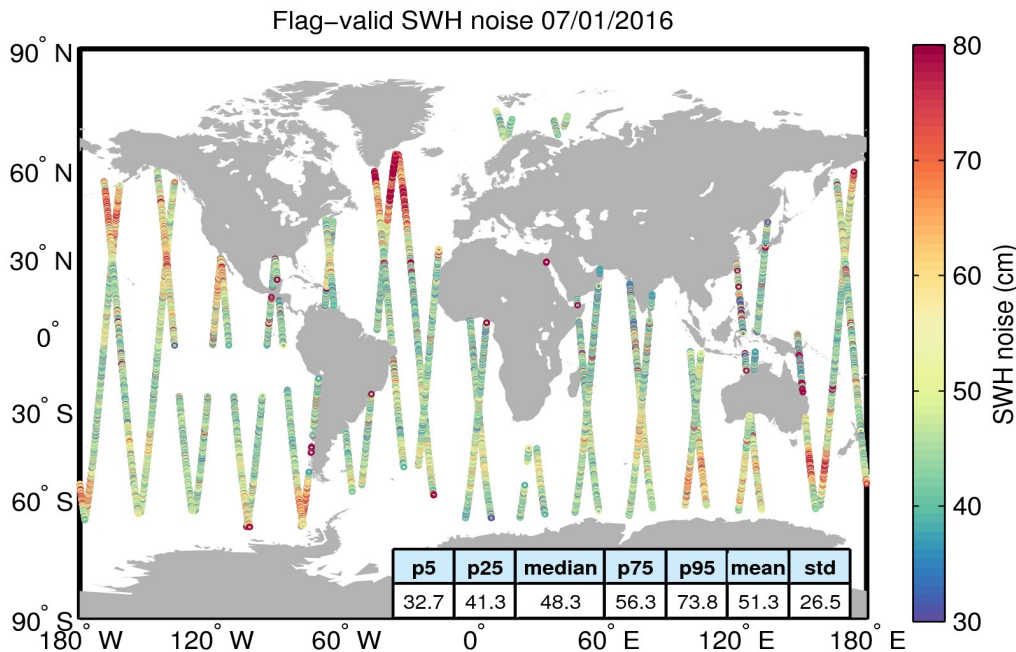 Flag−valid SWH noise 07/01/2016
90° N
60° N
30° N
0°
30° S
60° S
90° S
180° W
120° W
60° W
0°
60° E
120° E
180° E
p5 p25 median p75 p95 mean std
32.7 41.3 48.3 56.3 73.8 51.3 26.5
80
70
60
50
40
30
SWH noise (cm)